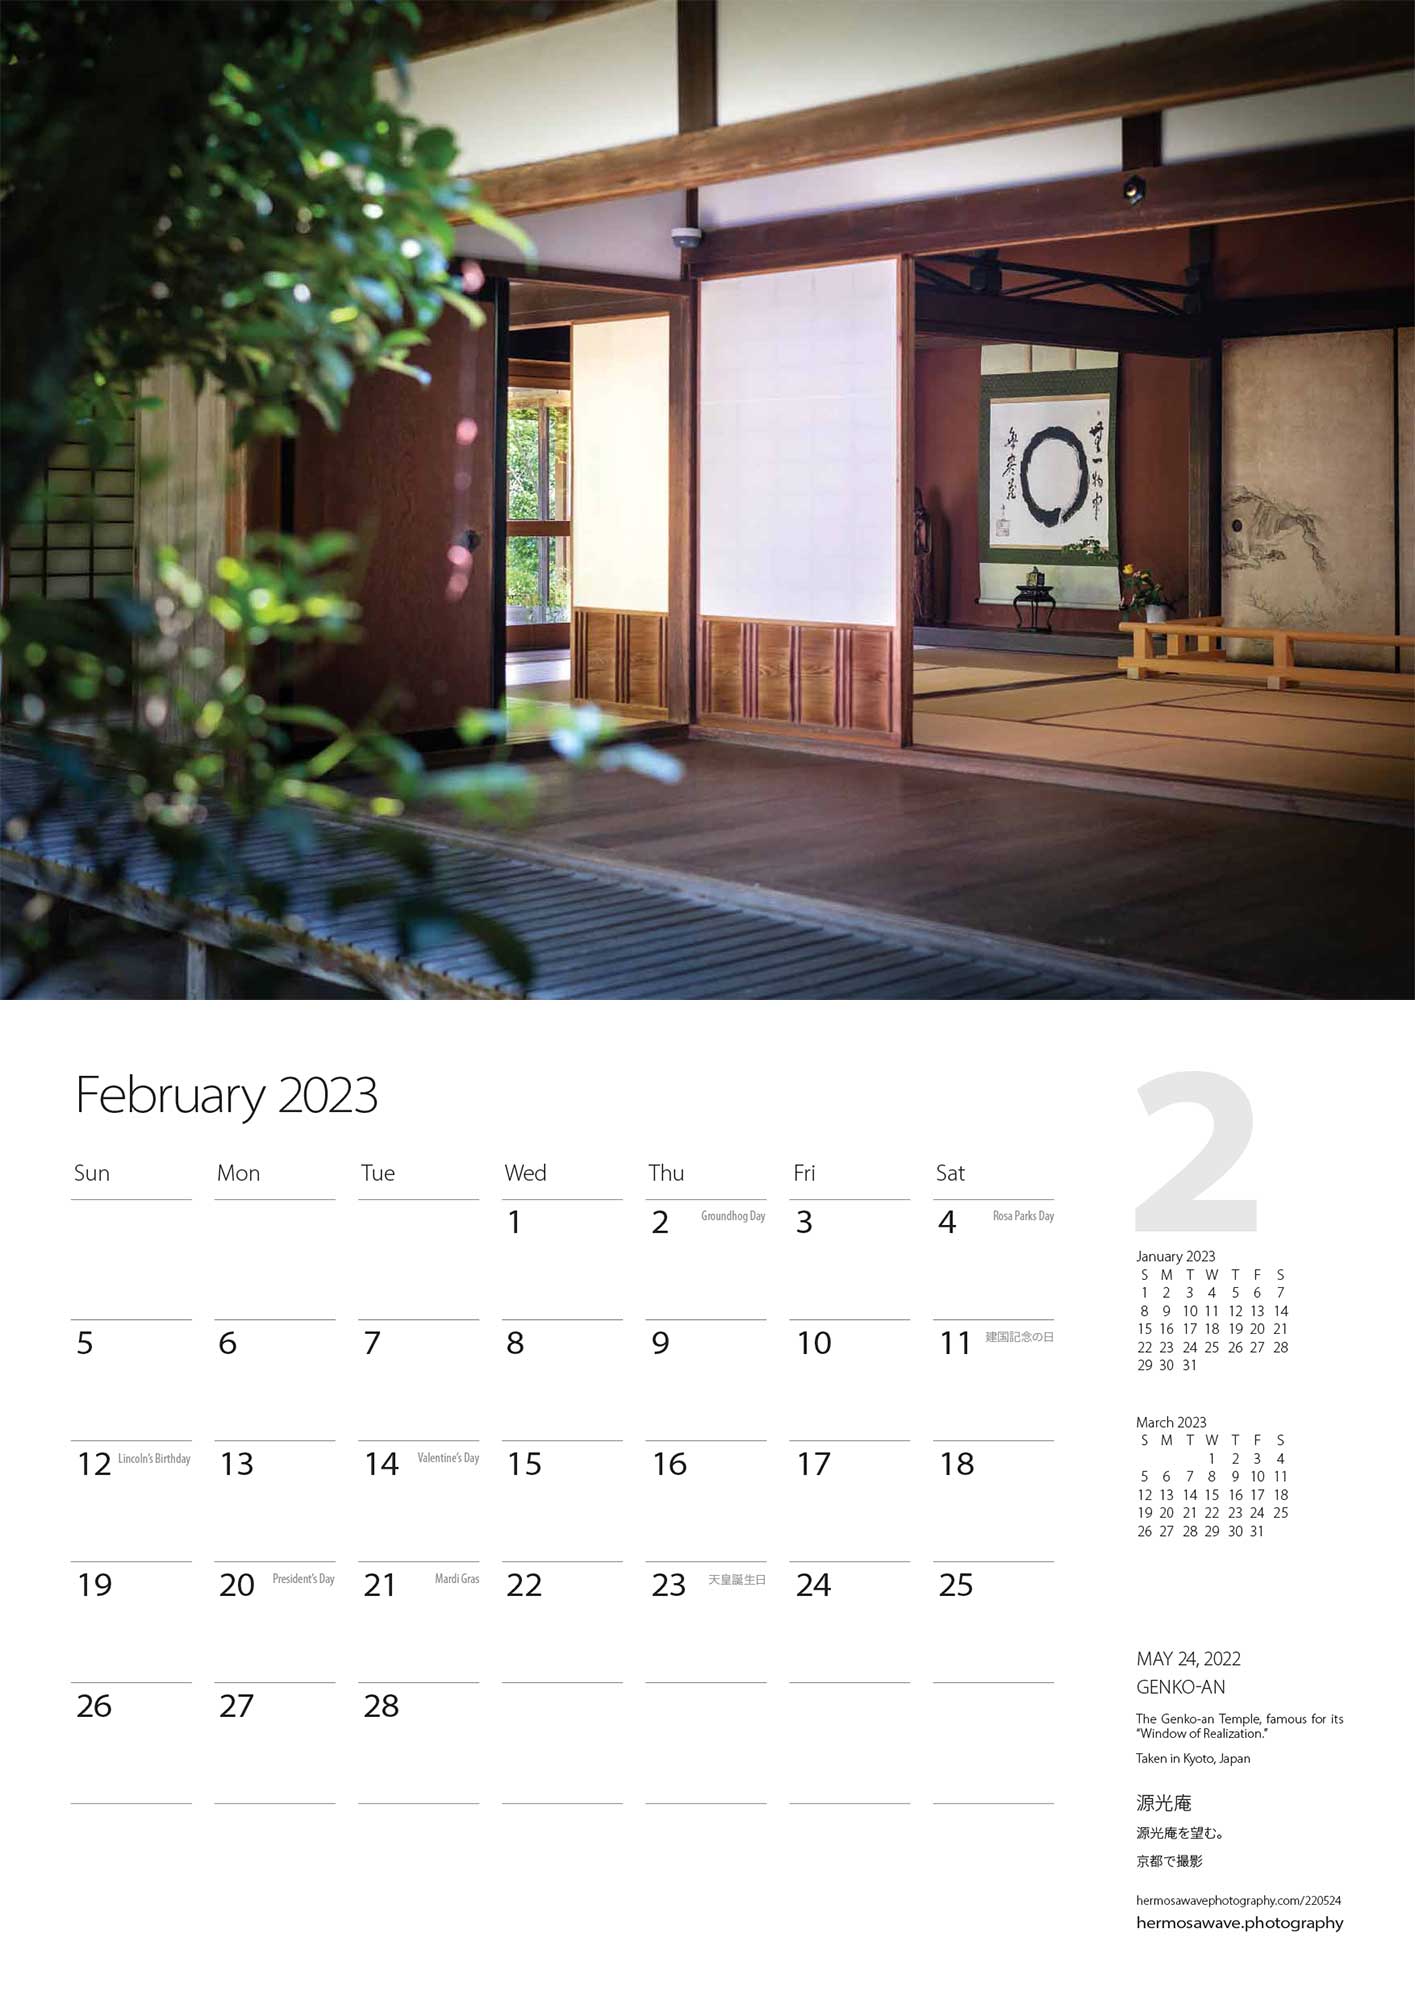 February 2023
2
Sun Mon Tue Wed Thu Fri Sat
1 2 Groundhog Day 3 4 Rosa Parks Day
5 6 7 8 9 10 11 建国記念の日
12 Lincoln's Birthday 13 14 Valentine's Day 15 16 17 18
19 20 President's Day 21 Mardi Gras 22 23 天皇誕生日 24 25
26 27 28
January 2023
S M T W T F S
1 2 3 4 5 6 7
8 9 10 11 12 13 14
15 16 17 18 19 20 21
22 23 24 25 26 27 28
29 30 31
March 2023
S M T W T F S
1 2 3 4
5 6 7 8 9 10 11
12 13 14 15 16 17 18
19 20 21 22 23 24 25
26 27 28 29 30 31
MAY 24, 2022
GENKO-AN
The Genko-an Temple, famous for its
“Window of Realization.”
Taken in Kyoto, Japan
源光庵
源光庵を望む。
京都で撮影
hermosawavephotography.com/220524
hermosawave.photography